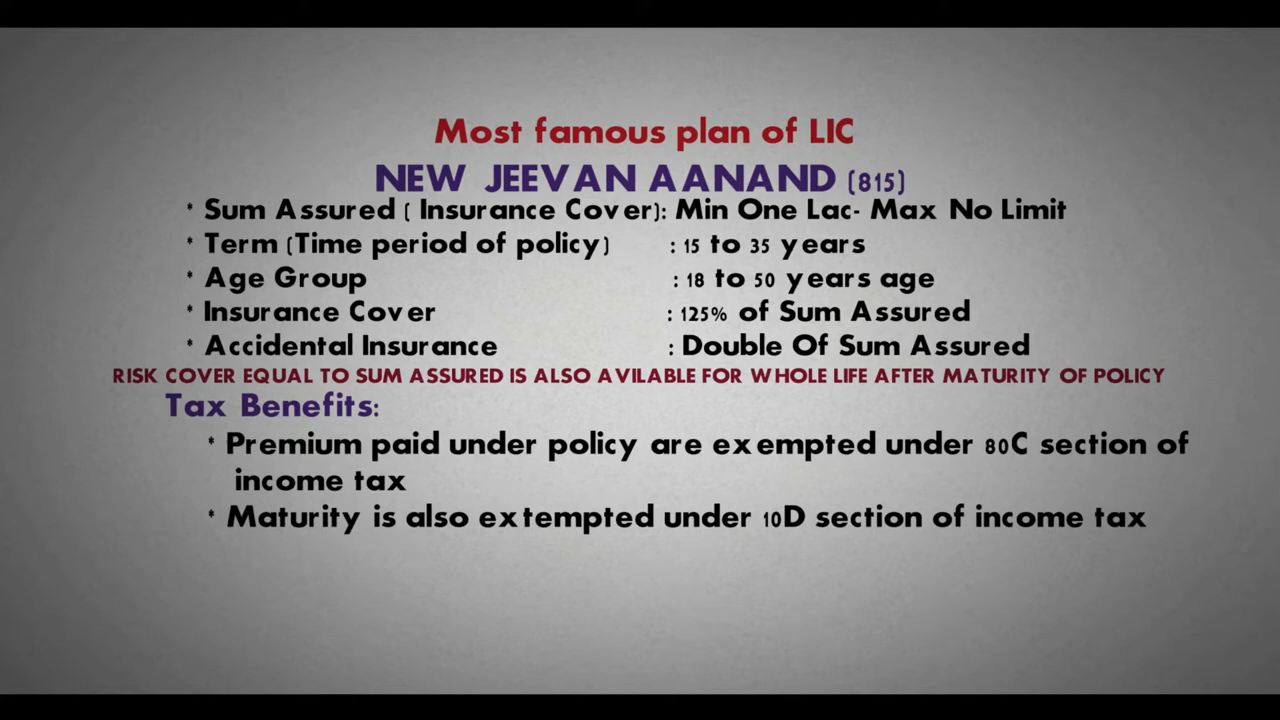 Most famous plan of LIC
NEW JEEVAN AANAND (815)
* Sum Assured ( Insurance Cover): Min One Lac- Max No Limit
* Term (Time period of policy) : 15 to 35 years
* Age Group : 18 to 50 years age
* Insurance Cover : 125% of Sum Assured
* Accidental Insurance : Double Of Sum Assured
RISK COVER EQUAL TO SUM ASSURED IS ALSO AVILABLE FOR WHOLE LIFE AFTER MATURITY OF POLICY
Tax Benefits:
* Premium paid under policy are exempted under 80C section of
income tax
* Maturity is also extempted under 10D section of income tax